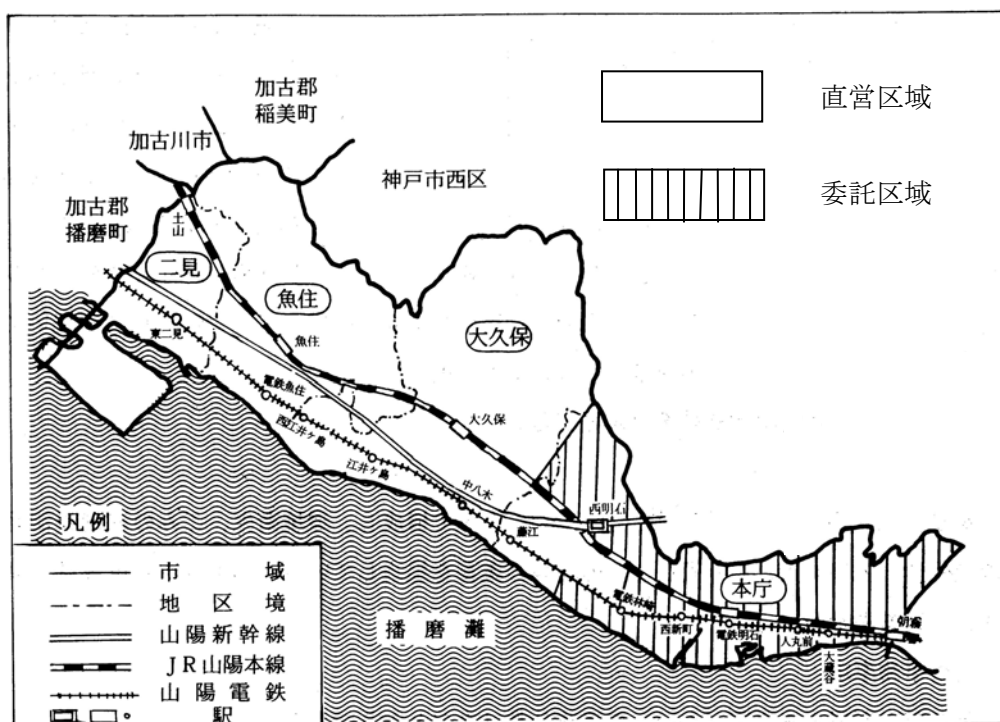 加古郡
稲美町
加古川市
神戸市西区
加古郡
播磨町
直営区域
委託区域
土山
二見
魚住
大久保
東二見
魚住
電鉄魚住
西江井ヶ島
江井ヶ島
大久保
中八木
西明石
藤江
本庁
電鉄林崎
西新町
電鉄明石
人丸前
大蔵谷
朝霧
播磨灘
凡例
市域
地区境
山陽新幹線
JR山陽本線
山陽電鉄
駅